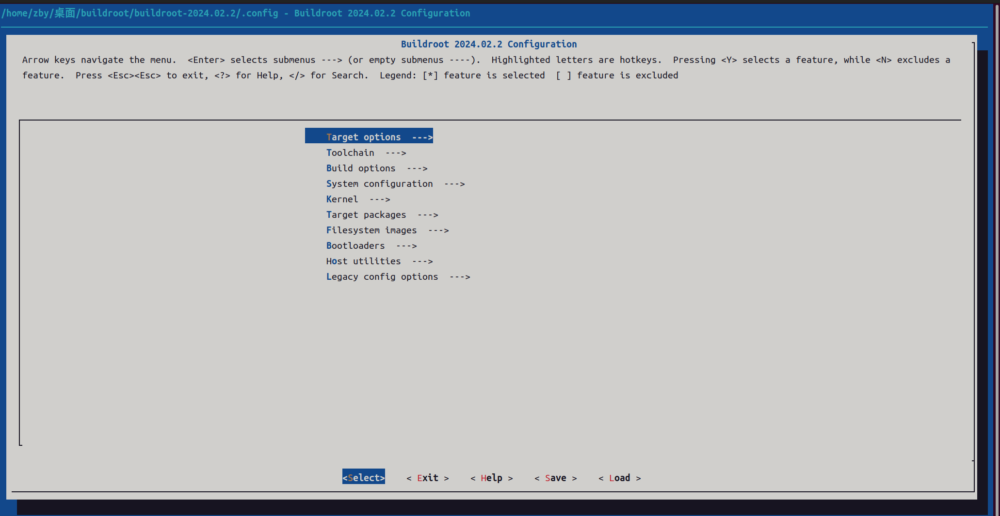 /home/zby/桌面/buildroot/buildroot-2024.02.2/.config - Buildroot 2024.02.2 Configuration
Buildroot 2024.02.2 Configuration
Arrow keys navigate the menu.  <Enter> selects submenus ---> (or empty submenus ----).  Highlighted letters are hotkeys.  Pressing <Y> selects a feature, while <N> excludes a
feature.  Press <Esc><Esc> to exit, <?> for Help, </> for Search.  Legend: [*] feature is selected  [ ] feature is excluded
Target options  --->
Toolchain  --->
Build options  --->
System configuration  --->
Kernel  --->
Target packages  --->
Filesystem images  --->
Bootloaders  --->
Host utilities  --->
Legacy config options  --->
<Select>    < Exit >    < Help >    < Save >    < Load >